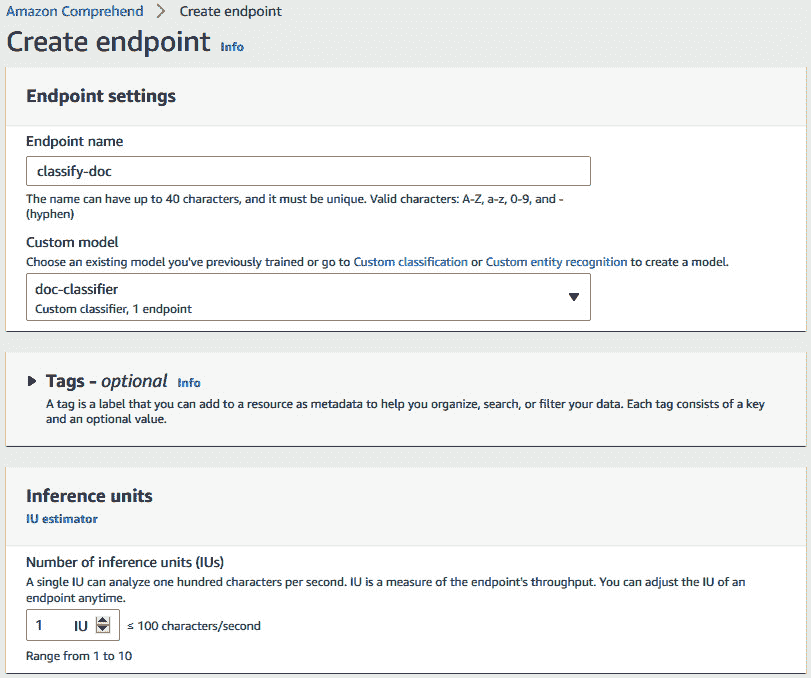 Amazon Comprehend > Create endpoint
Create endpoint Info
Endpoint settings
Endpoint name
classify-doc
The name can have up to 40 characters, and it must be unique. Valid characters: A-Z, a-z, 0-9, and -
(hyphen)
Custom model
Choose an existing model you've previously trained or go to Custom classification or Custom entity recognition to create a model.
doc-classifier
Custom classifier, 1 endpoint
Tags - optional Info
A tag is a label that you can add to a resource as metadata to help you organize, search, or filter your data. Each tag consists of a key
and an optional value.
Inference units
IU estimator
Number of inference units (IUs)
A single IU can analyze one hundred characters per second. IU is a measure of the endpoint's throughput. You can adjust the IU of an
endpoint anytime.
1 IU ≤ 100 characters/second
Range from 1 to 10